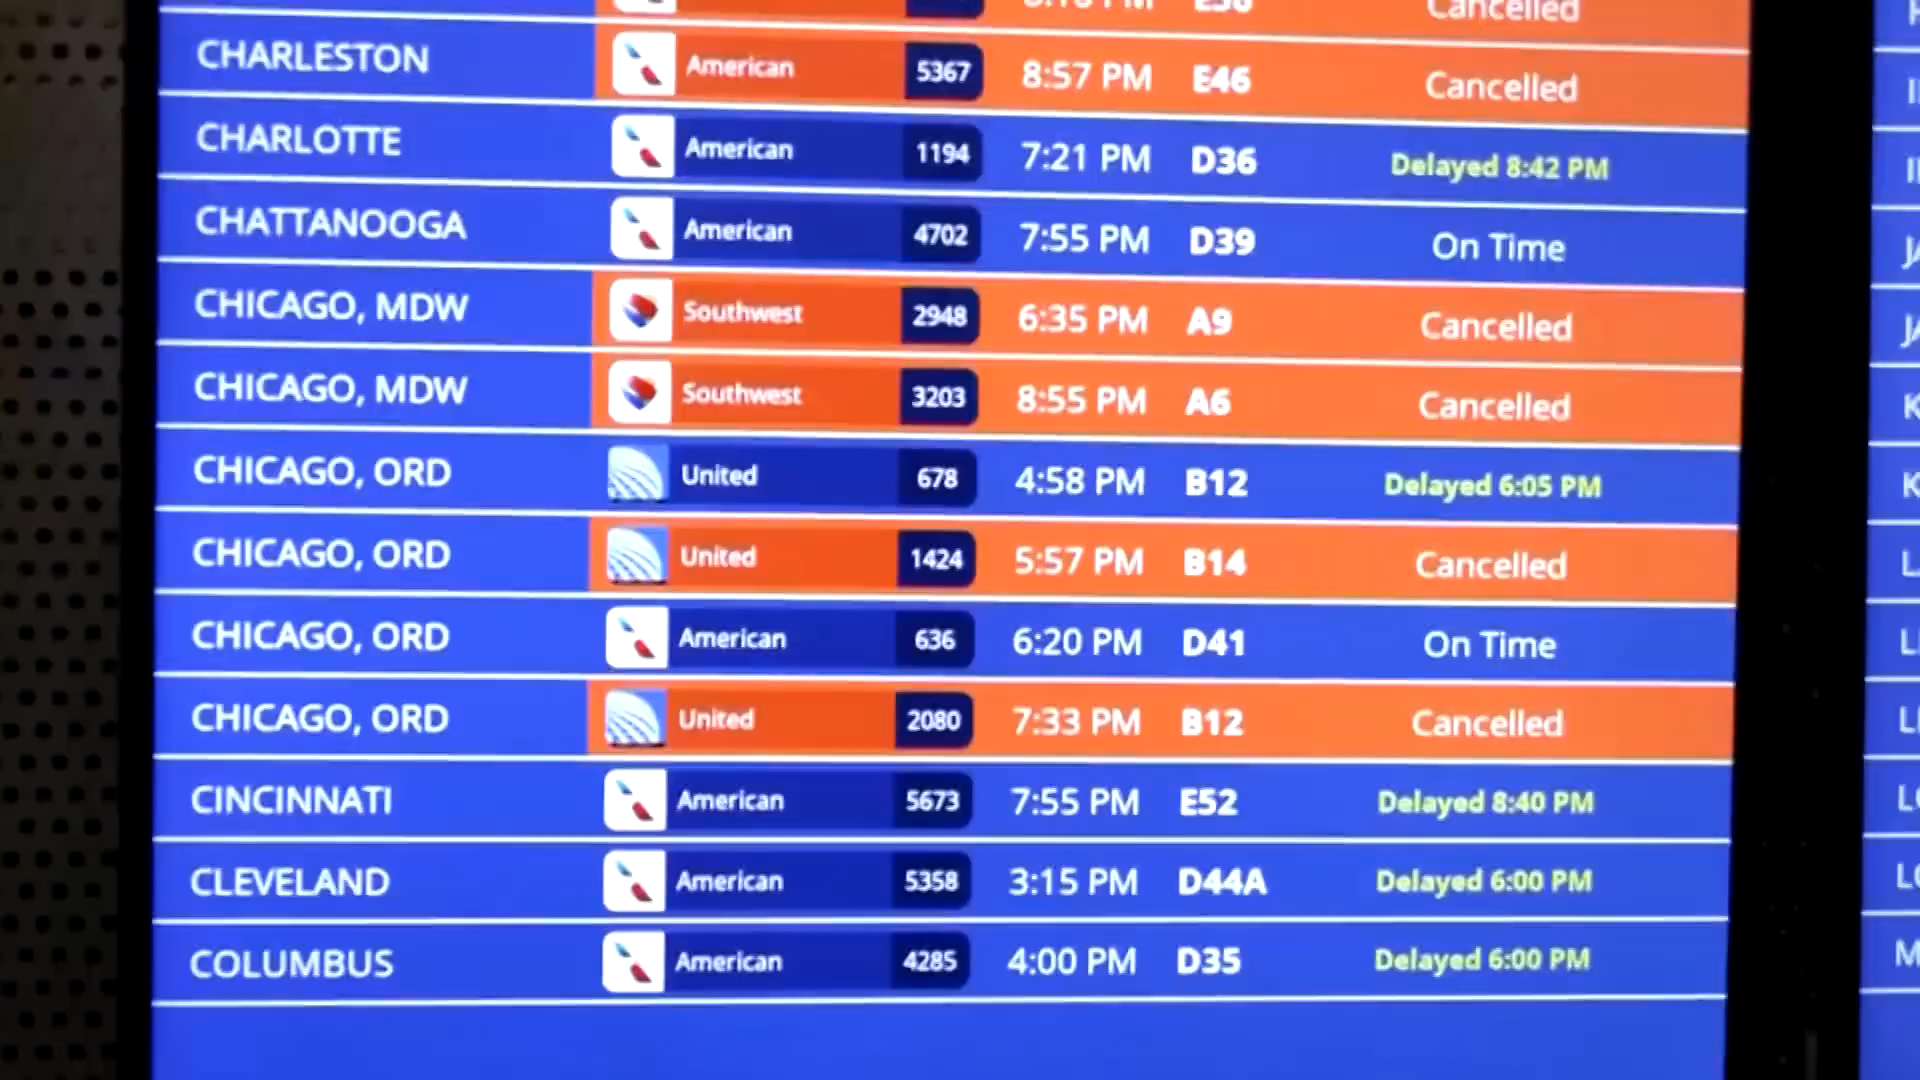 E56 Cancelled
CHARLESTON American 5367 8:57 PM E46 Cancelled
CHARLOTTE American 1194 7:21 PM D36 Delayed 8:42 PM
CHATTANOOGA American 4702 7:55 PM D39 On Time
CHICAGO, MDW Southwest 2948 6:35 PM A9 Cancelled
CHICAGO, MDW Southwest 3203 8:55 PM A6 Cancelled
CHICAGO, ORD United 678 4:58 PM B12 Delayed 6:05 PM
CHICAGO, ORD United 1424 5:57 PM B14 Cancelled
CHICAGO, ORD American 636 6:20 PM D41 On Time
CHICAGO, ORD United 2080 7:33 PM B12 Cancelled
CINCINNATI American 5673 7:55 PM E52 Delayed 8:40 PM
CLEVELAND American 5358 3:15 PM D44A Delayed 6:00 PM
COLUMBUS American 4285 4:00 PM D35 Delayed 6:00 PM